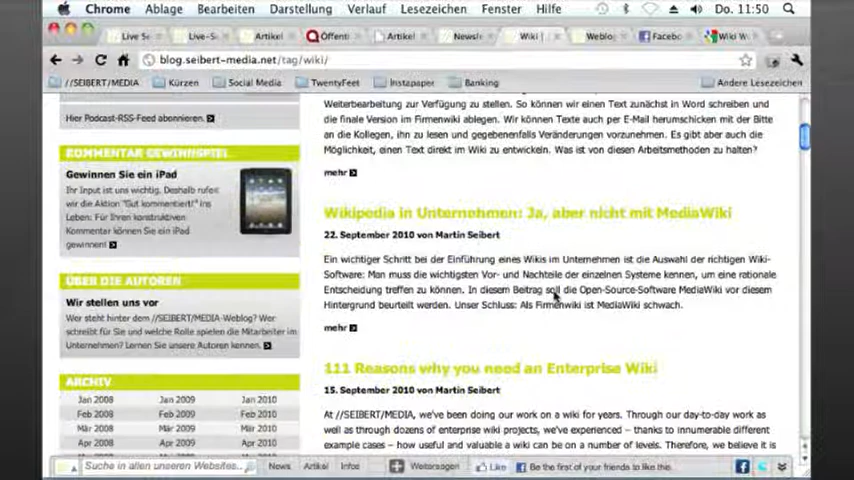 Chrome Ablage Bearbeiten Darstellung Verlauf Lesezeichen Fenster Hilfe Do. 11:50
Live S Live-S Artikel Öffent Artikel Newsle Wiki Weblog Facebo Wiki W
blog.seibert-media.net/tag/wiki/
//SEIBERT/MEDIA Kürzen Social Media TwentyFeet Instapaper Banking Andere Lesezeichen
Hier Podcast-RSS-Feed abonnieren.
KOMMENTAR GEWINNSPIEL
Gewinnen Sie ein iPad
Ihr Input ist uns wichtig. Deshalb rufen
wir die Aktion "Gut kommentiert!" ins
Leben: Für Ihren konstruktiven
Kommentar können Sie ein iPad
gewinnen!
ÜBER DIE AUTOREN
Wir stellen uns vor
Wer steht hinter dem //SEIBERT/MEDIA-Weblog? Wer
schreibt für Sie und welche Rolle spielen die Mitarbeiter im
Unternehmen? Lernen Sie unsere Autoren kennen.
ARCHIV
Jan 2008 Jan 2009 Jan 2010
Feb 2008 Feb 2009 Feb 2010
Mär 2008 Mär 2009 Mär 2010
Apr 2008 Apr 2009 Apr 2010
Weiterbearbeitung zur Verfügung zu stellen. So können wir einen Text zunächst in Word schreiben und
die finale Version im Firmenwiki ablegen. Wir können Texte auch per E-Mail herumschicken mit der Bitte
an die Kollegen, ihn zu lesen und gegebenenfalls Veränderungen vorzunehmen. Es gibt aber auch die
Möglichkeit, einen Text direkt im Wiki zu entwickeln. Was ist von diesen Arbeitsmethoden zu halten?
mehr
Wikipedia in Unternehmen: Ja, aber nicht mit MediaWiki
22. September 2010 von Martin Seibert
Ein wichtiger Schritt bei der Einführung eines Wikis im Unternehmen ist die Auswahl der richtigen Wiki-
Software: Man muss die wichtigsten Vor- und Nachteile der einzelnen Systeme kennen, um eine rationale
Entscheidung treffen zu können. In diesem Beitrag soll die Open-Source-Software MediaWiki vor diesem
Hintergrund beurteilt werden. Unser Schluss: Als Firmenwiki ist MediaWiki schwach.
mehr
111 Reasons why you need an Enterprise Wiki
15. September 2010 von Martin Seibert
At //SEIBERT/MEDIA, we've been doing our work on a wiki for years. Through our day-to-day work as
well as through dozens of enterprise wiki projects, we've experienced – thanks to innumerable different
example cases – how useful and valuable a wiki can be on a number of levels. Therefore, we believe it is
Suche in allen unseren Websites... News Artikel Infos Weitersagen Like Be the first of your friends to like this.